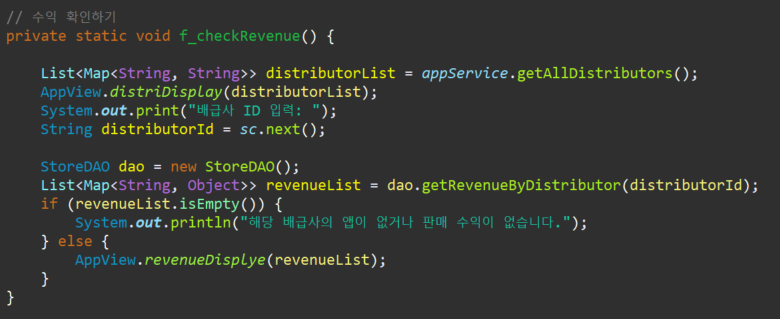 // 수익 확인하기
private static void f_checkRevenue() {
List<Map<String, String>> distributorList = appService.getAllDistributors();
AppView.distriDisplay(distributorList);
System.out.print("배급사 ID 입력: ");
String distributorId = sc.next();
StoreDAO dao = new StoreDAO();
List<Map<String, Object>> revenueList = dao.getRevenueByDistributor(distributorId);
if (revenueList.isEmpty()) {
System.out.println("해당 배급사의 앱이 없거나 판매 수익이 없습니다.");
} else {
AppView.revenueDisplye(revenueList);
}
}